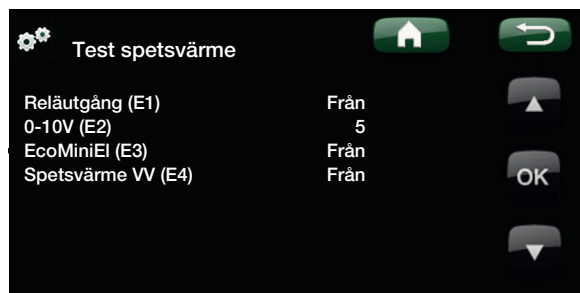 Test spetsvärme
Reläutgång (E1) Från
0-10V (E2) 5
EcoMiniEl (E3) Från
Spetsvärme VV (E4) Från
OK